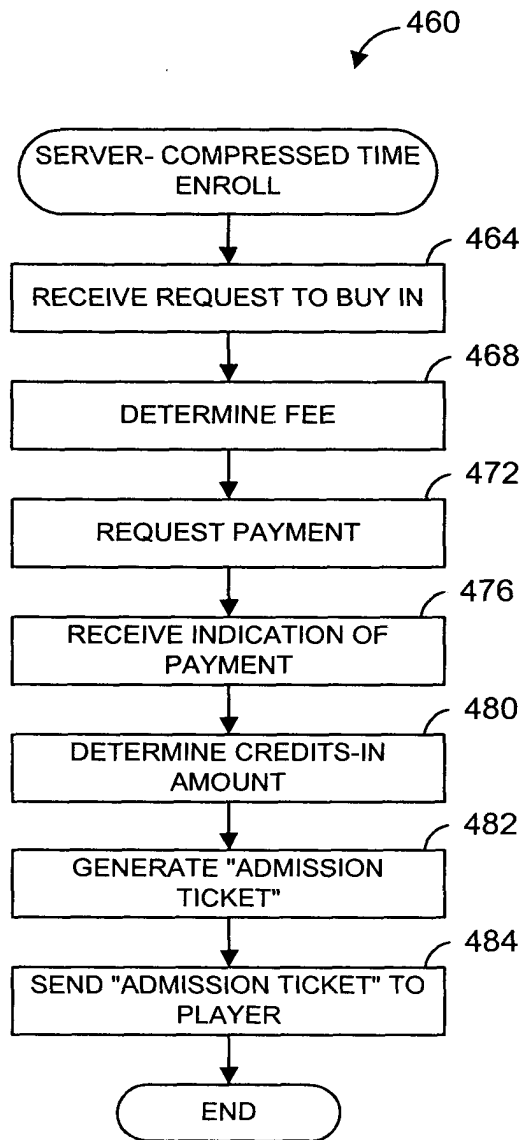 460
SERVER- COMPRESSED TIME
ENROLL
464
RECEIVE REQUEST TO BUY IN
468
DETERMINE FEE
472
REQUEST PAYMENT
476
RECEIVE INDICATION OF
PAYMENT
480
DETERMINE CREDITS-IN
AMOUNT
482
GENERATE "ADMISSION
TICKET"
484
SEND "ADMISSION TICKET" TO
PLAYER
END